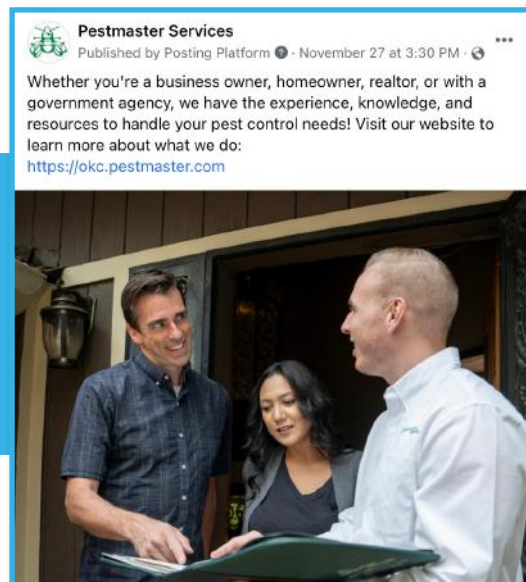 Pestmaster Services
Published by Posting Platform · November 27 at 3:30 PM ·
Whether you're a business owner, homeowner, realtor, or with a
government agency, we have the experience, knowledge, and
resources to handle your pest control needs! Visit our website to
learn more about what we do:
https://okc.pestmaster.com